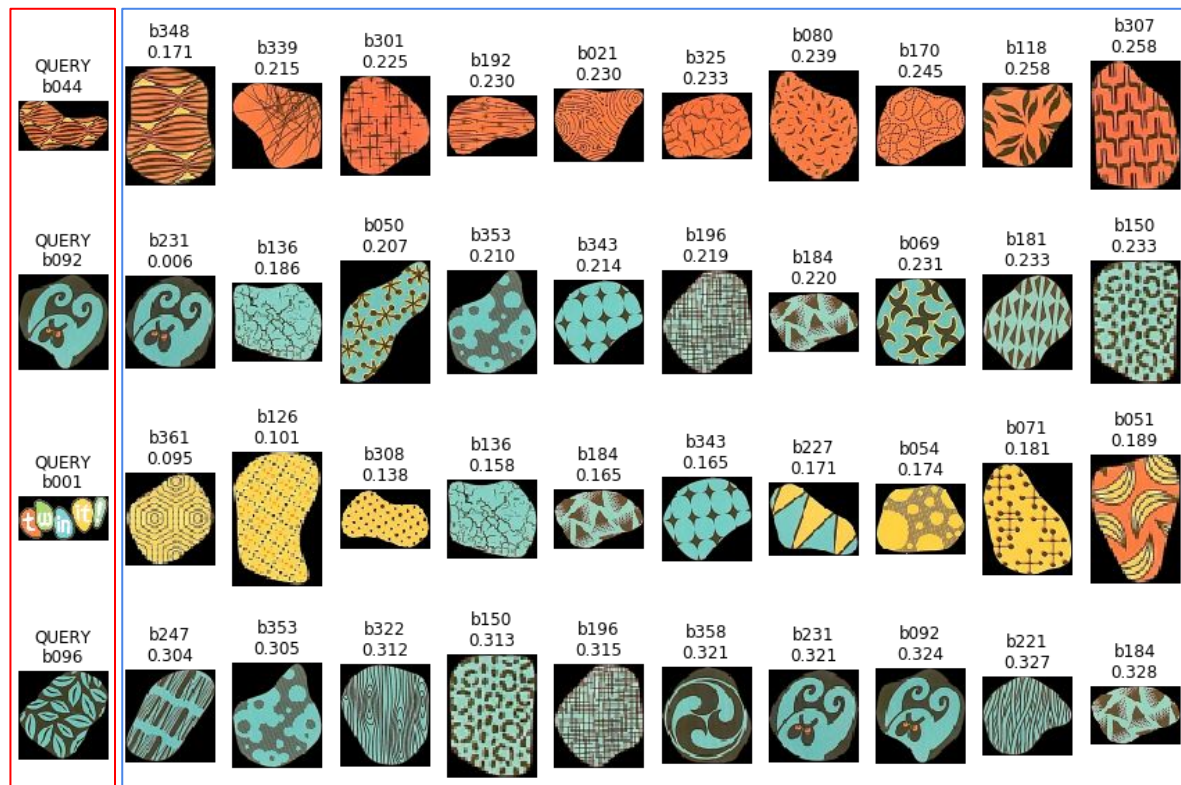 QUERY
b044
b348
0.171
b339
0.215
b301
0.225
b192
0.230
b021
0.230
b325
0.233
b080
0.239
b170
0.245
b118
0.258
b307
0.258
QUERY
b092
b231
0.006
b136
0.186
b050
0.207
b353
0.210
b343
0.214
b196
0.219
b184
0.220
b069
0.231
b181
0.233
b150
0.233
QUERY
b001
twin it!
b361
0.095
b126
0.101
b308
0.138
b136
0.158
b184
0.165
b343
0.165
b227
0.171
b054
0.174
b071
0.181
b051
0.189
QUERY
b096
b247
0.304
b353
0.305
b322
0.312
b150
0.313
b196
0.315
b358
0.321
b231
0.321
b092
0.324
b221
0.327
b184
0.328